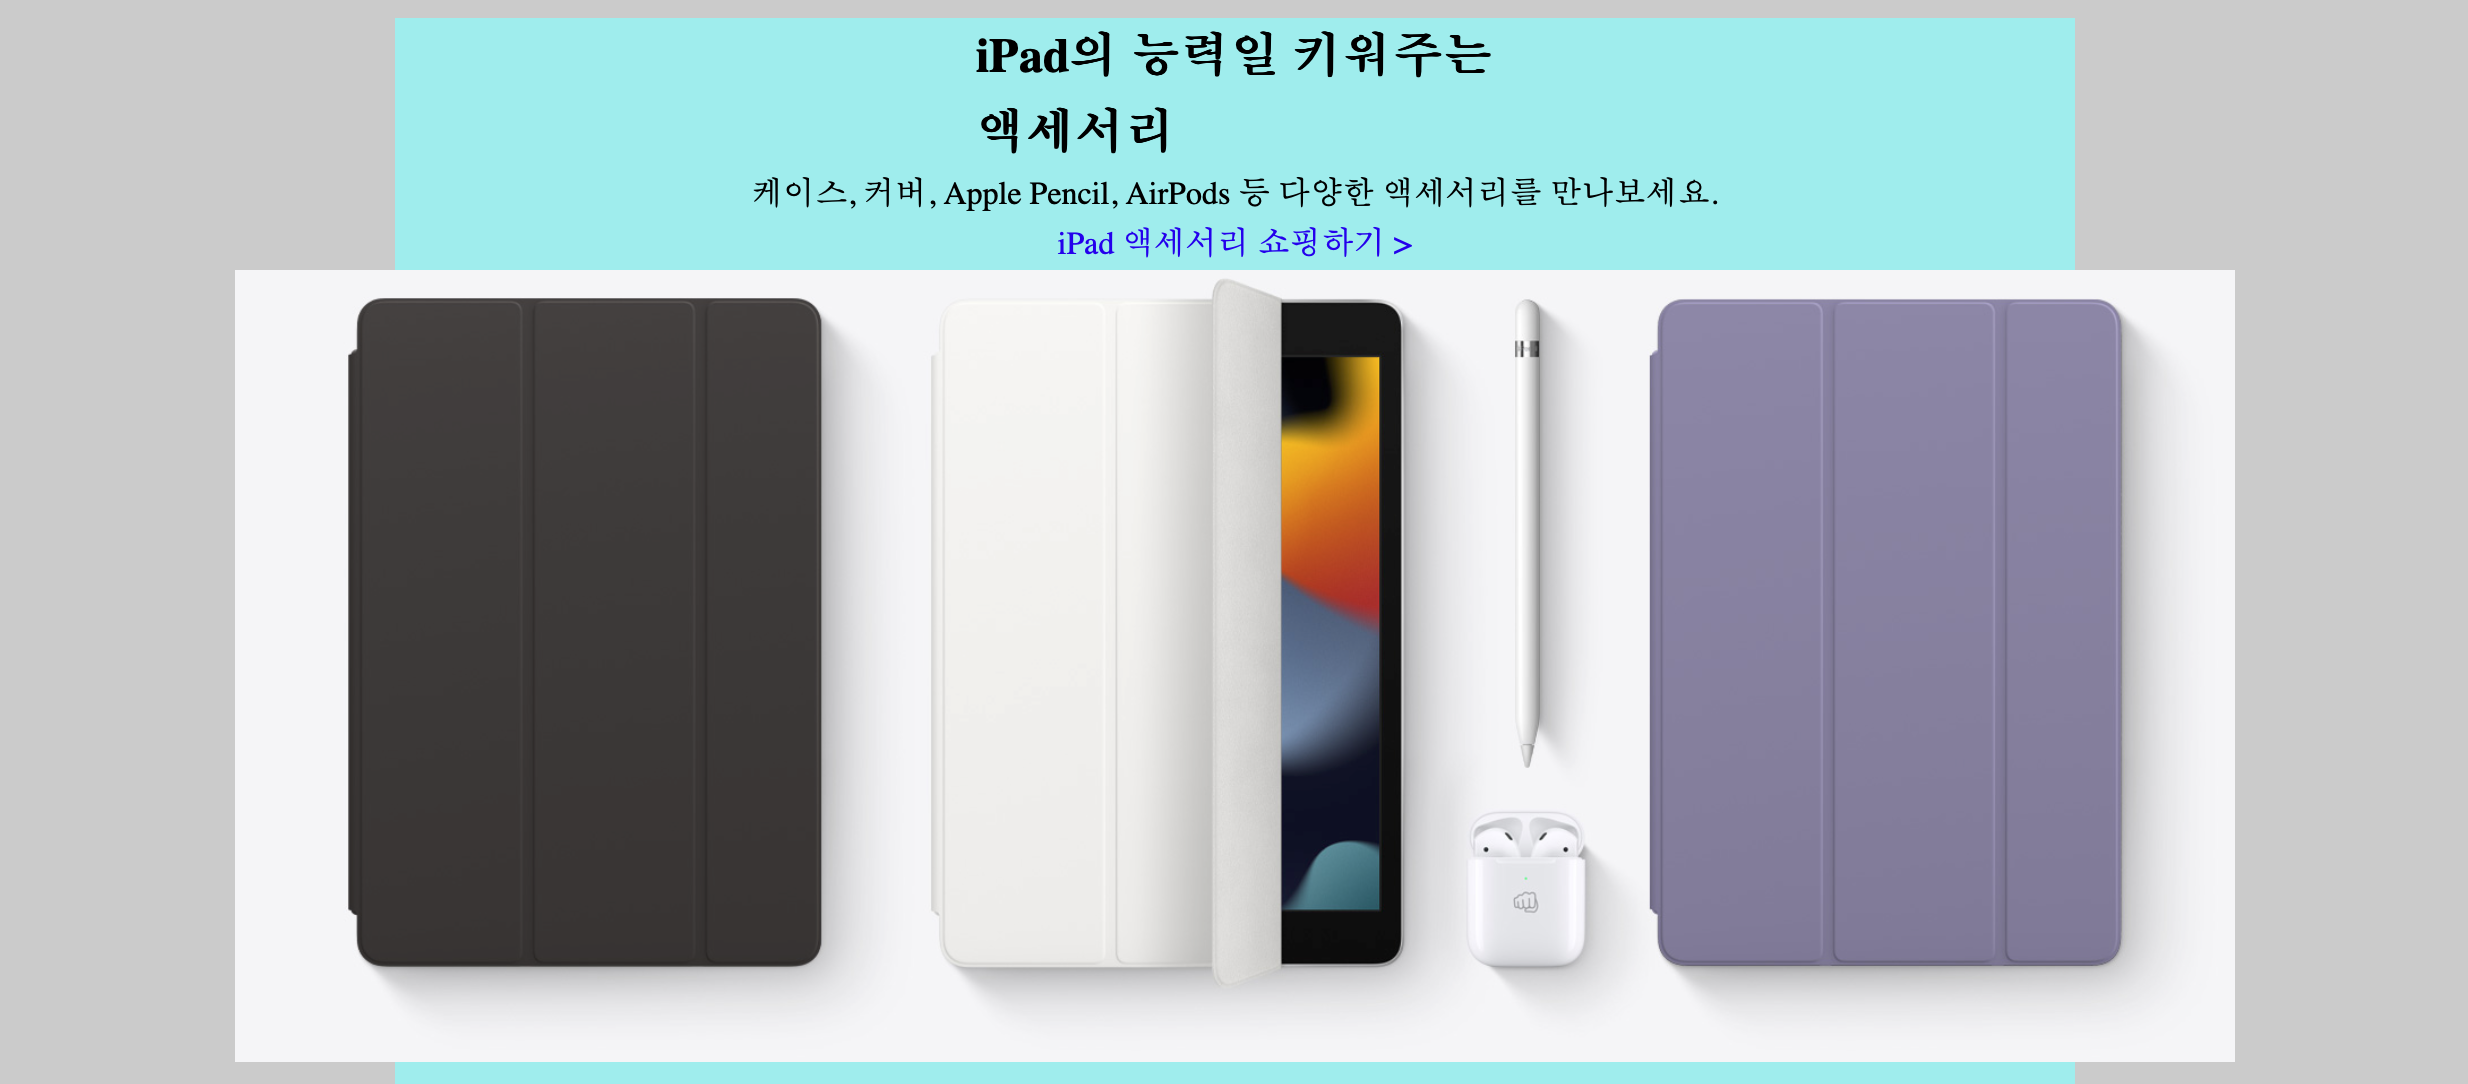 iPad의 능력일 키워주는
액세서리
케이스, 커버, Apple Pencil, AirPods 등 다양한 액세서리를 만나보세요.
iPad 액세서리 쇼핑하기 >